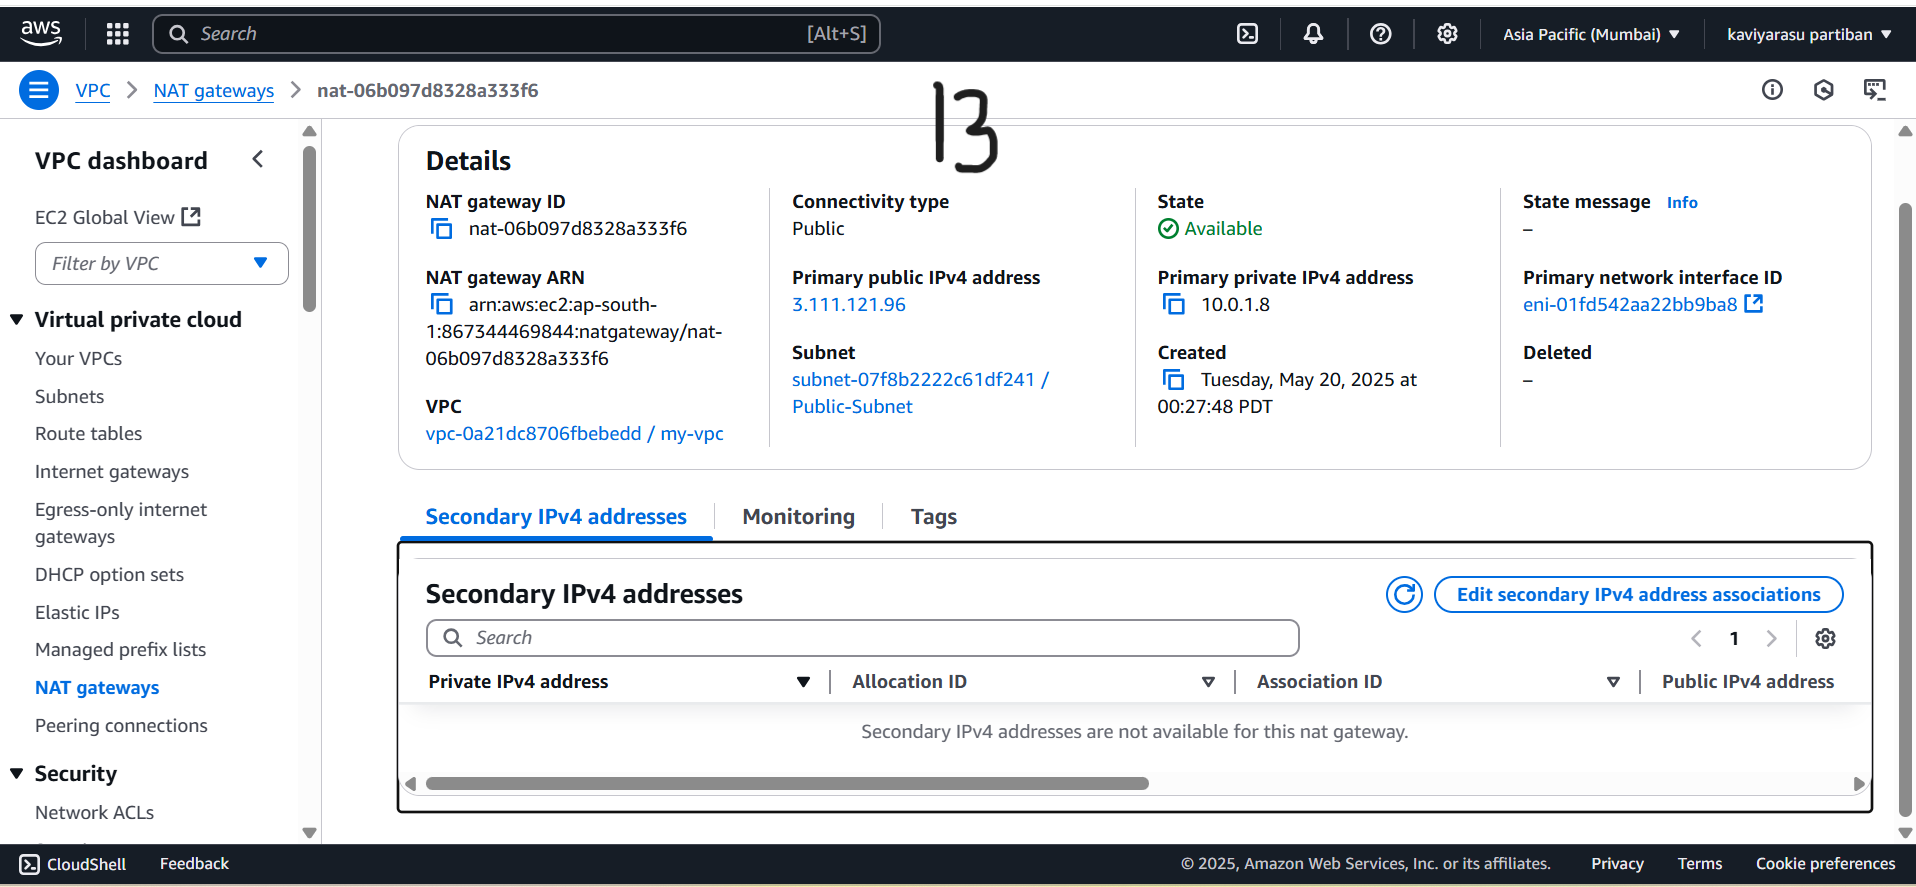 aws
Search [Alt+S]
Asia Pacific (Mumbai) kaviyarasu partiban
VPC NAT gateways nat-06b097d8328a333f6
13
VPC dashboard
EC2 Global View
Filter by VPC
Virtual private cloud
Your VPCs
Subnets
Route tables
Internet gateways
Egress-only internet
gateways
DHCP option sets
Elastic IPs
Managed prefix lists
NAT gateways
Peering connections
Security
Network ACLs
Details
NAT gateway ID
nat-06b097d8328a333f6
NAT gateway ARN
arn:aws:ec2:ap-south-
1:867344469844:natgateway/nat-
06b097d8328a333f6
VPC
vpc-0a21dc8706fbebedd / my-vpc
Connectivity type
Public
Primary public IPv4 address
3.111.121.96
Subnet
subnet-07f8b2222c61df241 /
Public-Subnet
State
Available
Primary private IPv4 address
10.0.1.8
Created
Tuesday, May 20, 2025 at
00:27:48 PDT
State message Info
–
Primary network interface ID
eni-01fd542aa22bb9ba8
Deleted
–
Secondary IPv4 addresses Monitoring Tags
Secondary IPv4 addresses
Edit secondary IPv4 address associations
Search
1
Private IPv4 address Allocation ID Association ID Public IPv4 address
Secondary IPv4 addresses are not available for this nat gateway.
CloudShell Feedback © 2025, Amazon Web Services, Inc. or its affiliates. Privacy Terms Cookie preferences